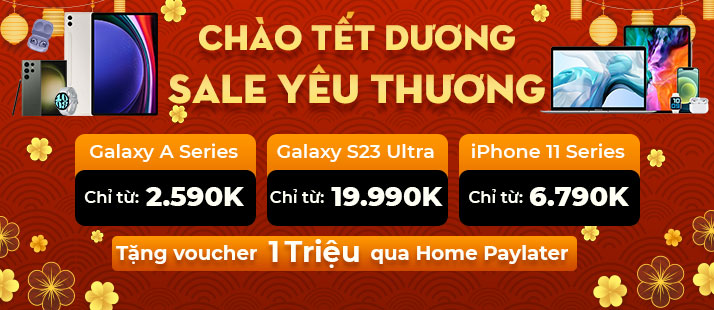 CHÀO TẾT DƯƠNG
SALE YÊU THƯƠNG
Galaxy A Series
Chỉ từ: 2.590K
Galaxy S23 Ultra
Chỉ từ: 19.990K
iPhone 11 Series
Chỉ từ: 6.790K
Tặng voucher 1 Triệu qua Home Paylater